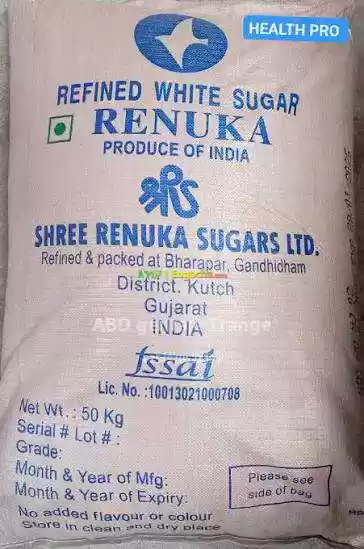 HEALTH PRO
REFINED WHITE SUGAR
RENUKA
PRODUCE OF INDIA
SHREE RENUKA SUGARS LTD.
Refined & packed at Bharapar, Gandhidham
District. Kutch
Gujarat
INDIA
fssai
Lic. No. :10013021000708
Net Wt. : 50 Kg
Serial # Lot # :
Grade:
Month & Year of Mfg:
Month & Year of Expiry:
No added flavour or colour
Store in clean and dry place
Please see
side of bag